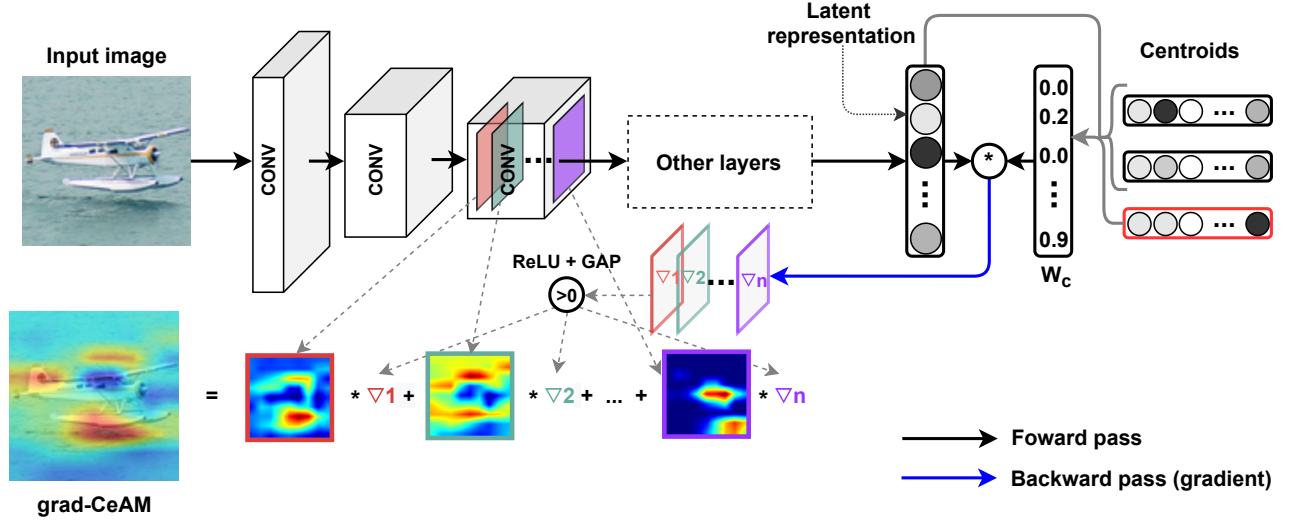 Latent
representation
Input image
Centroids
CONV
CONV
CONV
...
Other layers
*
0.0
0.2
0.0
0.9
W_c
...
...
...
ReLU + GAP
>0
▽1
▽2
...
▽n
=
* ▽1 +
* ▽2 + ... +
* ▽n
grad-CeAM
Foward pass
Backward pass (gradient)